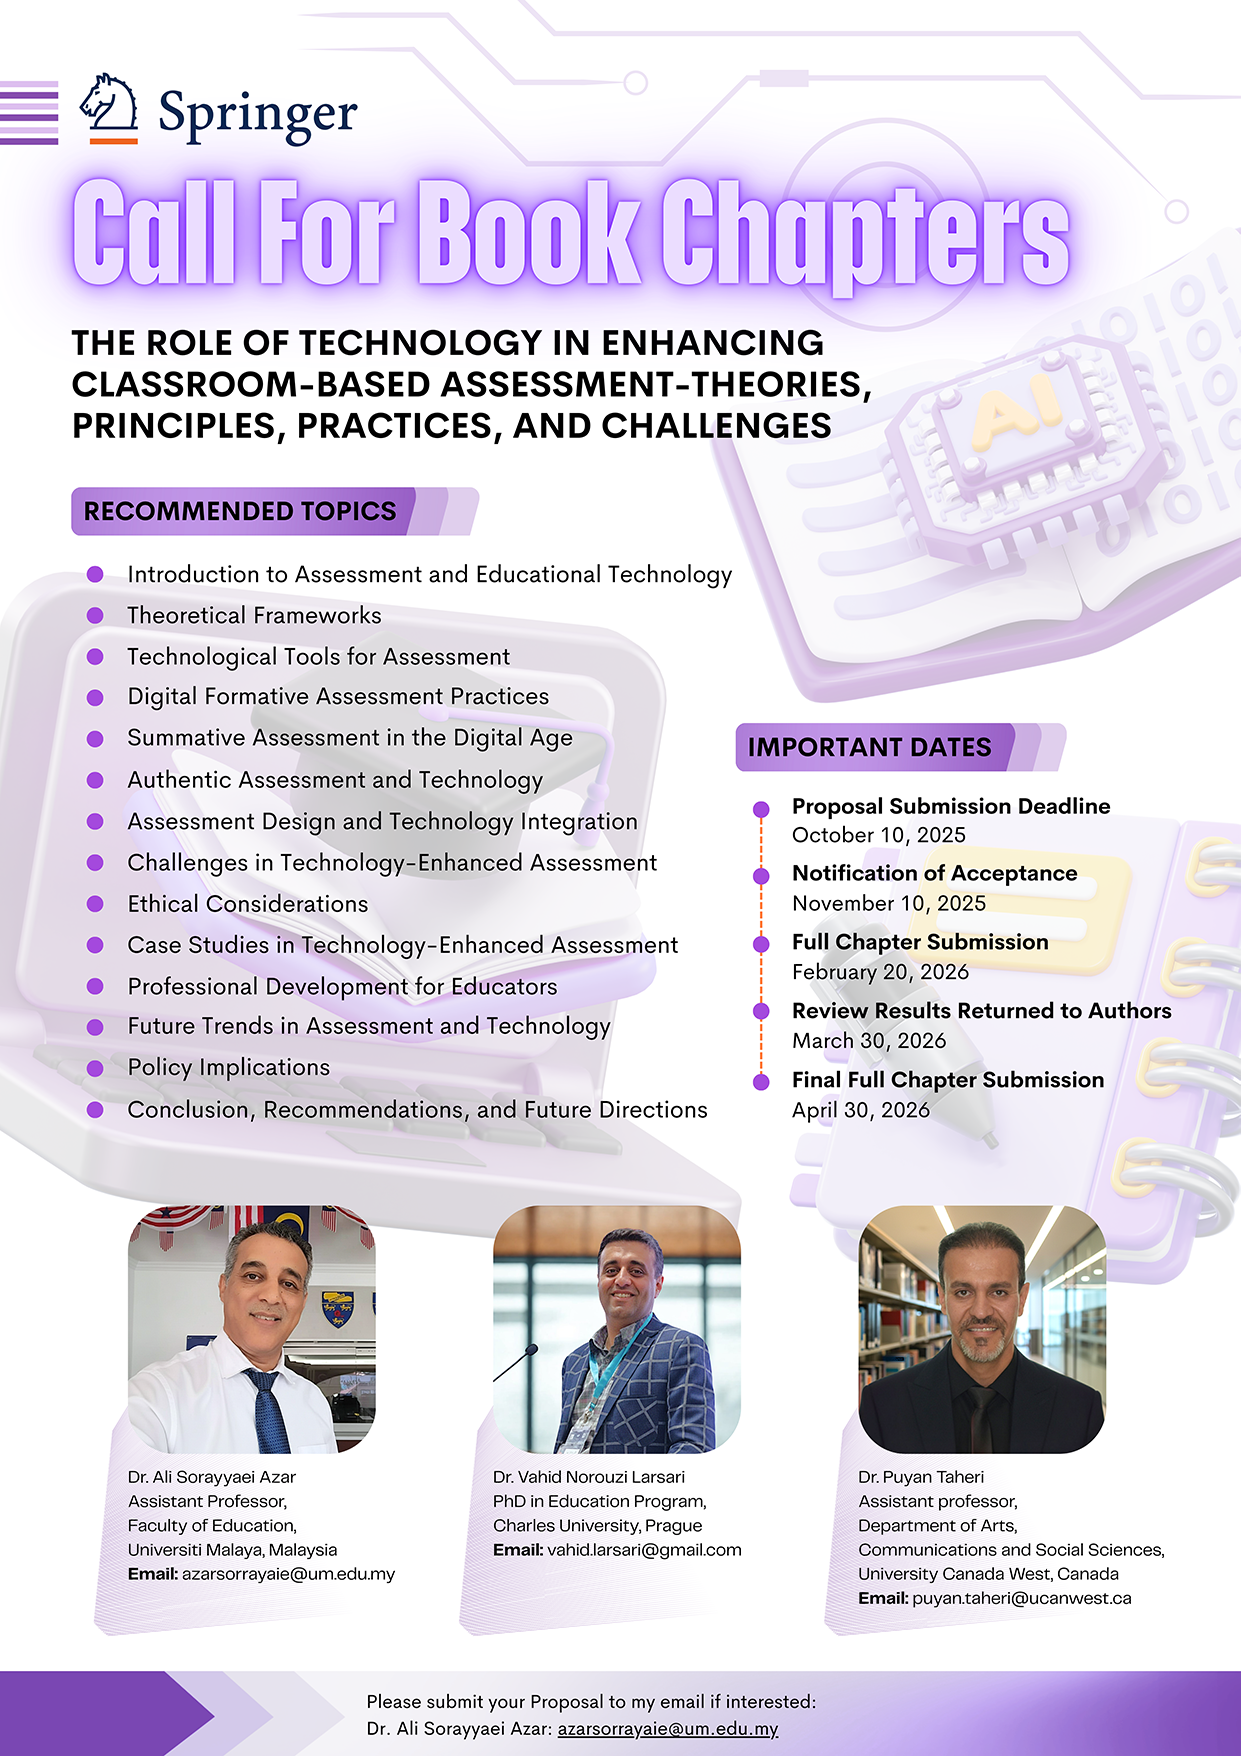 Springer
Call For Book Chapters
THE ROLE OF TECHNOLOGY IN ENHANCING
CLASSROOM-BASED ASSESSMENT-THEORIES,
PRINCIPLES, PRACTICES, AND CHALLENGES
AI
RECOMMENDED TOPICS
Introduction to Assessment and Educational Technology
Theoretical Frameworks
Technological Tools for Assessment
Digital Formative Assessment Practices
Summative Assessment in the Digital Age
Authentic Assessment and Technology
Assessment Design and Technology Integration
Challenges in Technology-Enhanced Assessment
Ethical Considerations
Case Studies in Technology-Enhanced Assessment
Professional Development for Educators
Future Trends in Assessment and Technology
Policy Implications
Conclusion, Recommendations, and Future Directions
IMPORTANT DATES
Proposal Submission Deadline
October 10, 2025
Notification of Acceptance
November 10, 2025
Full Chapter Submission
February 20, 2026
Review Results Returned to Authors
March 30, 2026
Final Full Chapter Submission
April 30, 2026
Dr. Ali Sorayyaei Azar
Assistant Professor,
Faculty of Education,
Universiti Malaya, Malaysia
Email: azarsorrayaie@um.edu.my
Dr. Vahid Norouzi Larsari
PhD in Education Program,
Charles University, Prague
Email: vahid.larsari@gmail.com
Dr. Puyan Taheri
Assistant professor,
Department of Arts,
Communications and Social Sciences,
University Canada West, Canada
Email: puyan.taheri@ucanwest.ca
Please submit your Proposal to my email if interested:
Dr. Ali Sorayyaei Azar: azarsorrayaie@um.edu.my